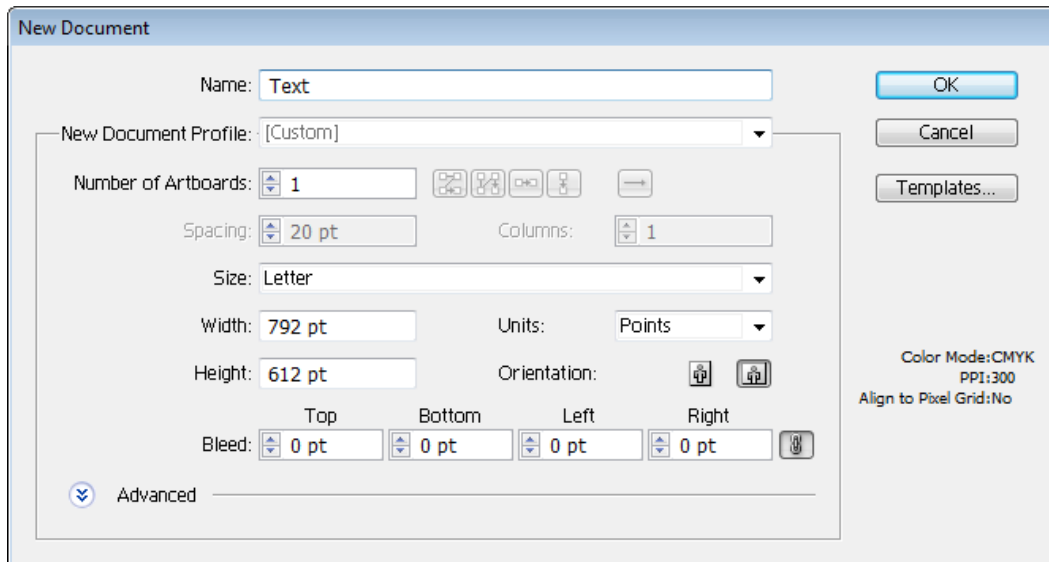 New Document
Name: Text
OK
New Document Profile: [Custom]
Cancel
Number of Artboards: 1
Templates...
Spacing: 20 pt Columns: 1
Size: Letter
Width: 792 pt Units: Points
Height: 612 pt Orientation:
Color Mode:CMYK
PPI:300
Align to Pixel Grid:No
Top Bottom Left Right
Bleed: 0 pt 0 pt 0 pt 0 pt
Advanced